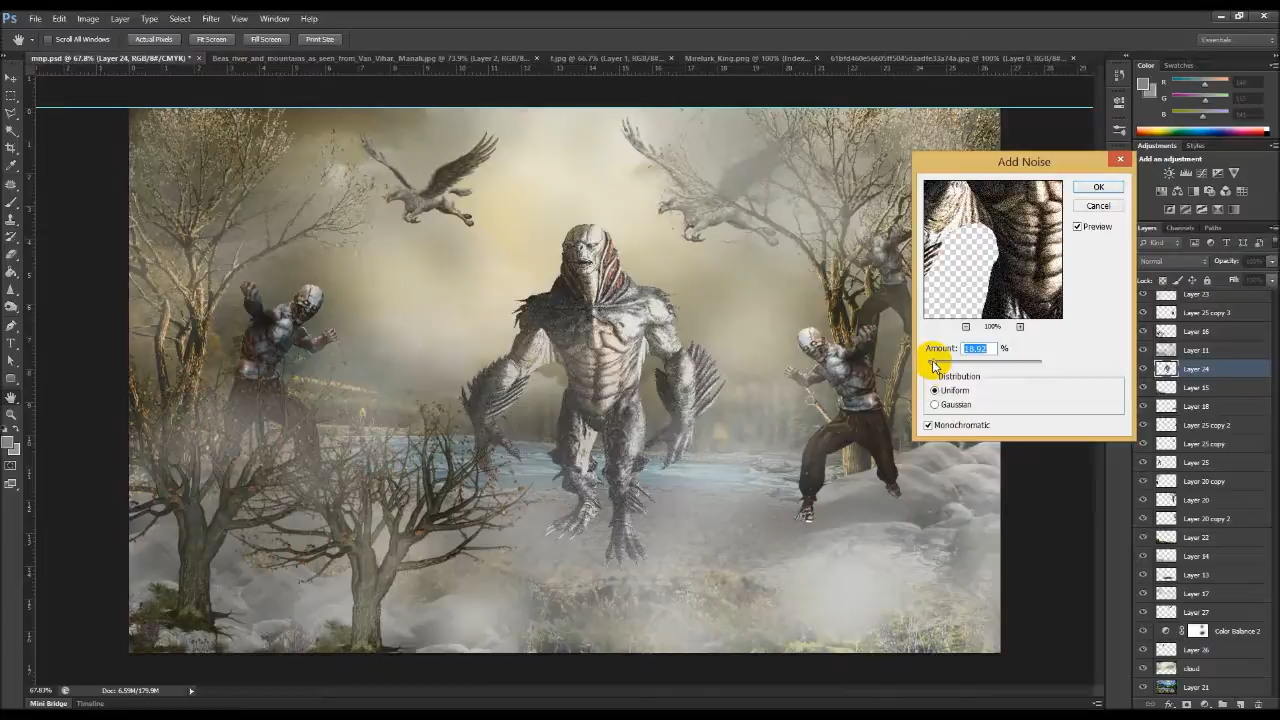 Ps File Edit Image Layer Type Select Filter View Window Help
Scroll All Windows Actual Pixels Fit Screen Fill Screen Print Size Essentials
mnp.psd @ 67.8% (Layer 24, RGB/8#/CMYK) * × Beas_river_and_mountains_as_seen_from_Van_Vihar,_Manali.jpg @ 73.9% (Layer 2, RGB/8... × f.jpg @ 66.7% (Layer 1, RGB/8#... × Mirelurk_King.png @ 100% (Index... × 61bfd460e56605ff5045daadfe33a74a.jpg @ 100% (Layer 0, RGB/8#... ×
Color Swatches
R
G
B
Adjustments Styles
Add an adjustment
Layers Channels Paths
Kind
Normal Opacity: 100%
Lock: Fill:
Layer 23
Layer 25 copy 3
Layer 16
Layer 11
Layer 24
Layer 15
Layer 18
Layer 25 copy 2
Layer 25 copy
Layer 25
Layer 20 copy
Layer 20
Layer 20 copy 2
Layer 22
Layer 14
Layer 13
Layer 17
Layer 27
Color Balance 2
Layer 26
cloud
Layer 21
Add Noise
OK
Cancel
Preview
100%
Amount: 18.92 %
Distribution
Uniform
Gaussian
Monochromatic
67.83% Doc: 6.59M/179.9M
Mini Bridge Timeline